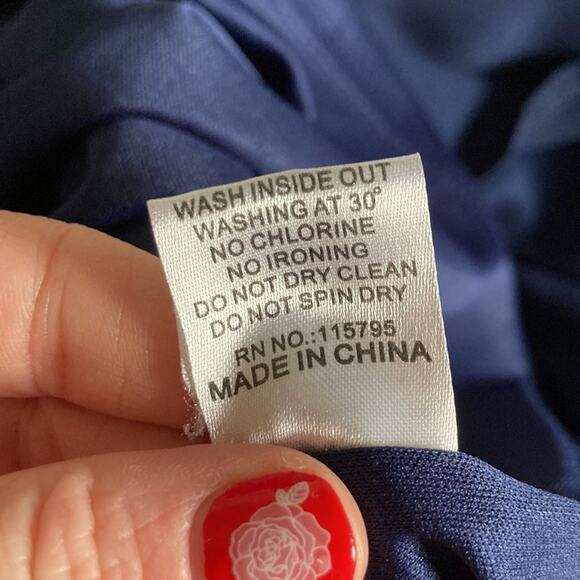 WASH INSIDE OUT
WASHING AT 30°
NO CHLORINE
NO IRONING
DO NOT DRY CLEAN
DO NOT SPIN DRY
RN NO.:115795
MADE IN CHINA